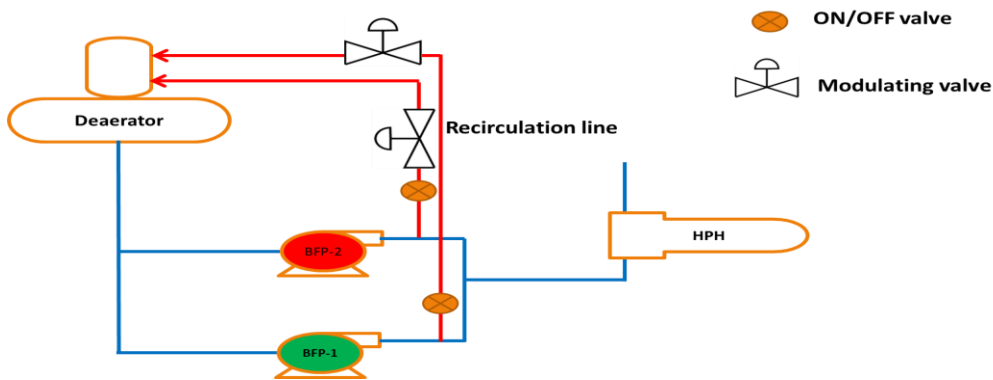 ON/OFF valve
Modulating valve
Deaerator
Recirculation line
BFP-2
HPH
BFP-1